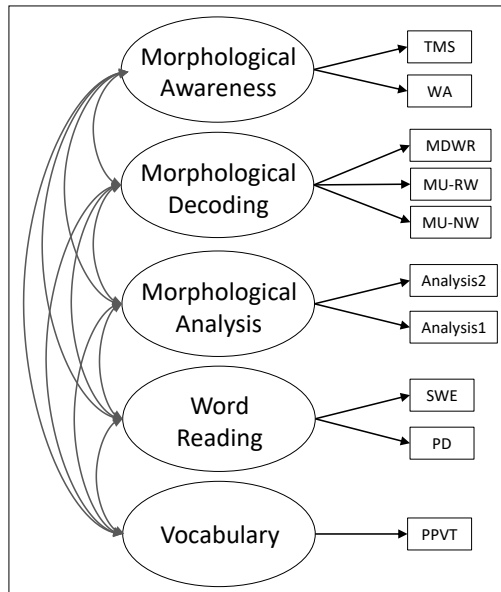 Morphological
Awareness
TMS
WA
Morphological
Decoding
MDWR
MU-RW
MU-NW
Morphological
Analysis
Analysis2
Analysis1
Word
Reading
SWE
PD
Vocabulary
PPVT